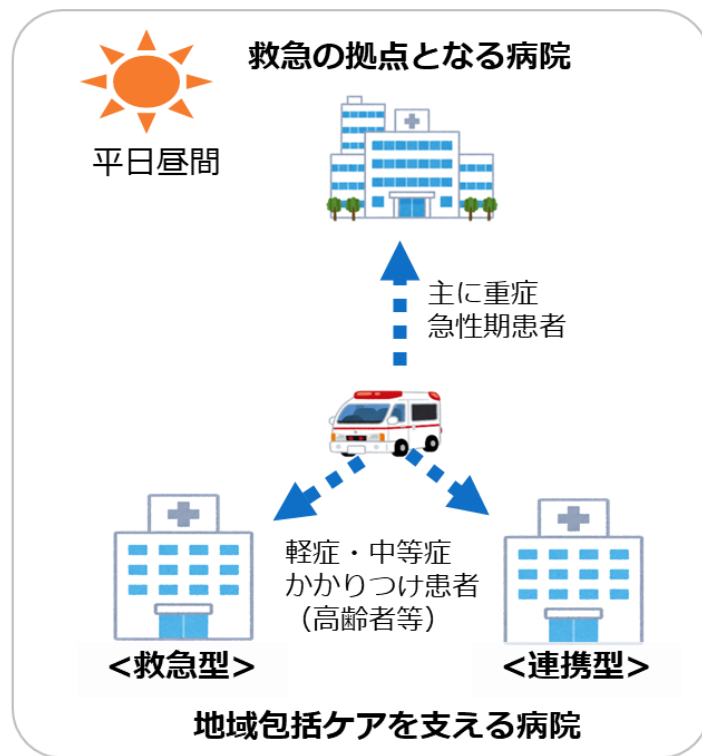 救急の拠点となる病院
平日昼間
主に重症
急性期患者
軽症・中等症
かかりつけ患者
（高齢者等）
<救急型>
<連携型>
地域包括ケアを支える病院